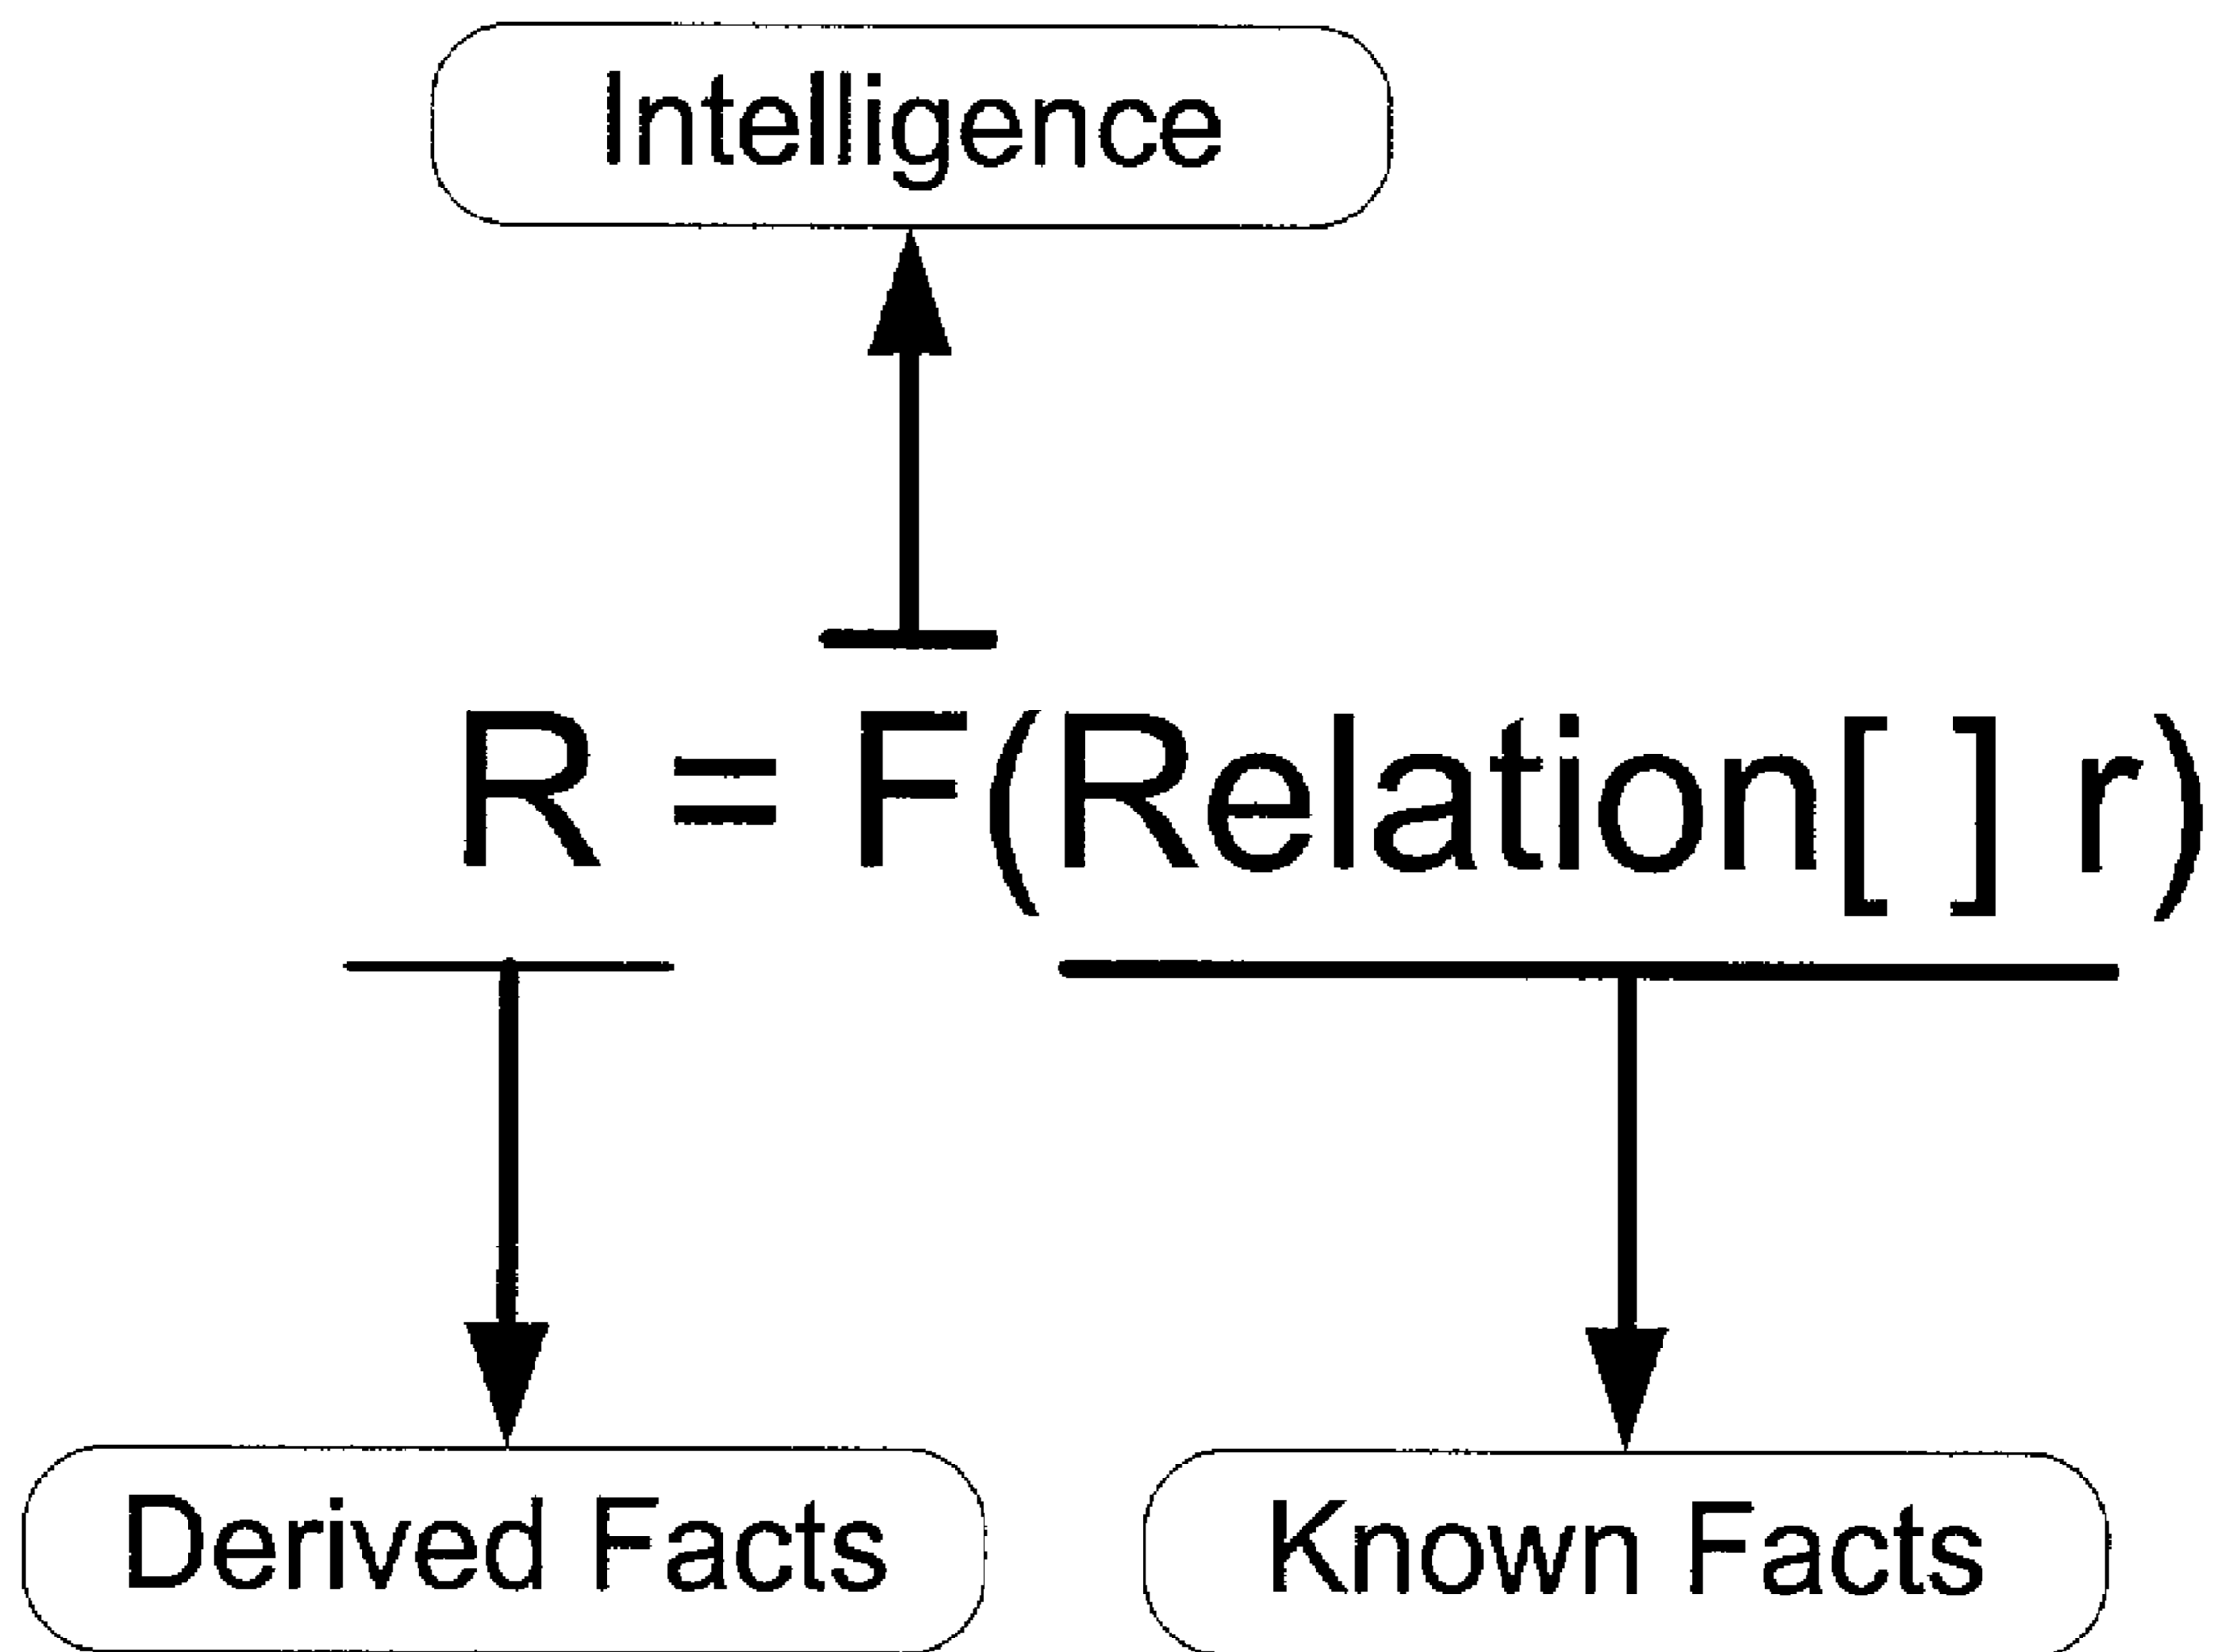 Intelligence
R = F(Relation[ ] r)
Derived Facts
Known Facts